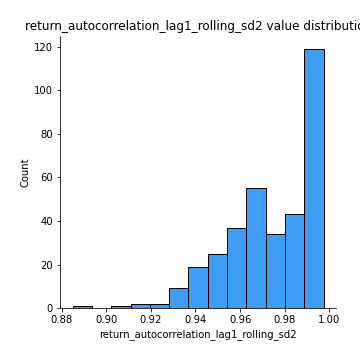 return_autocorrelation_lag1_rolling_sd2 value distributio
120
100
80
60
40
20
0
Count
0.88 0.90 0.92 0.94 0.96 0.98 1.00
return_autocorrelation_lag1_rolling_sd2